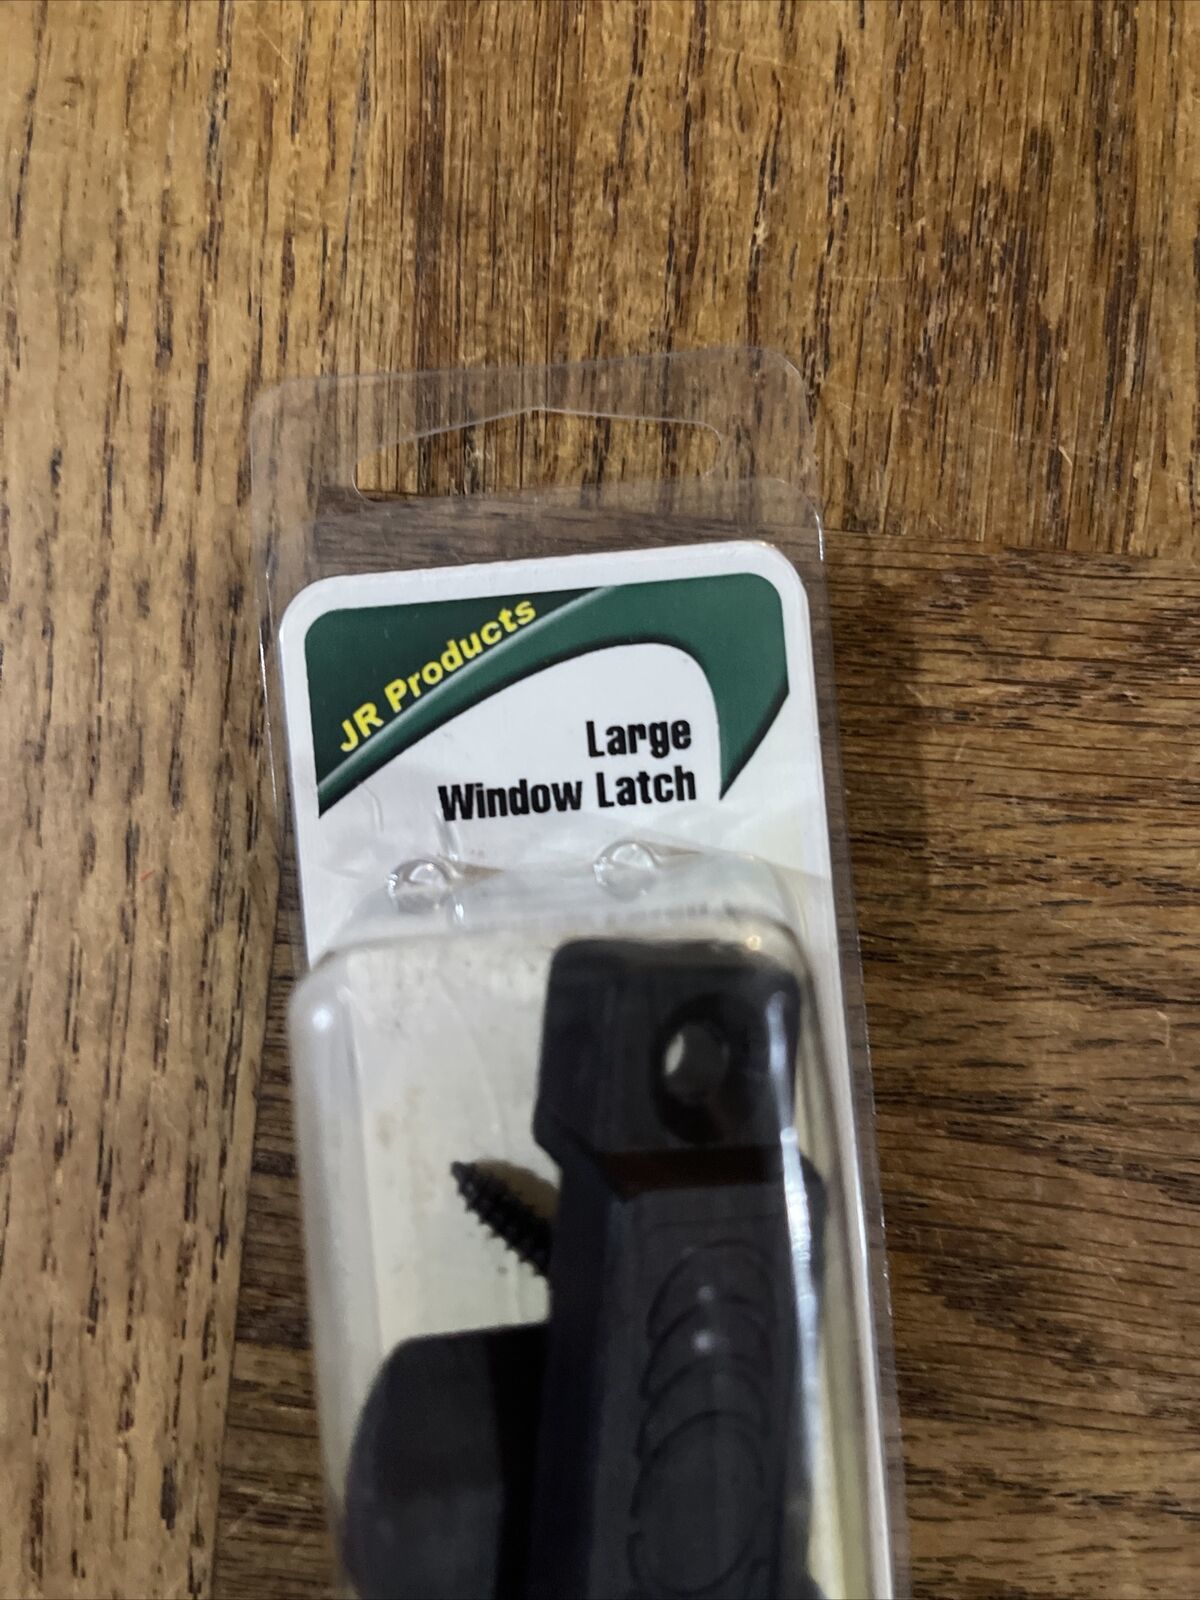 JR Products
Large
Window Latch